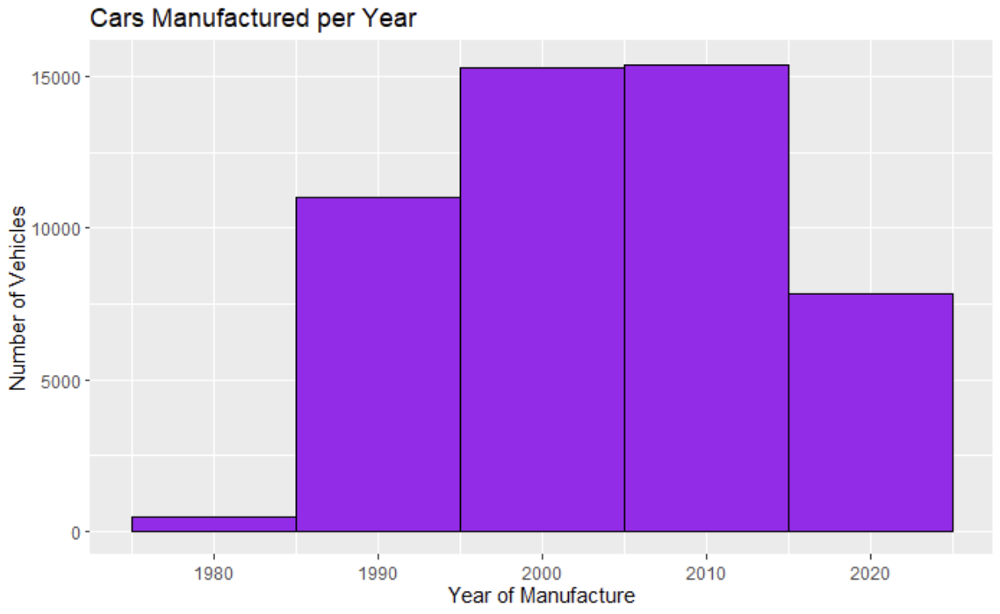 Cars Manufactured per Year
Number of Vehicles
15000
10000
5000
0
1980 1990 2000 2010 2020
Year of Manufacture